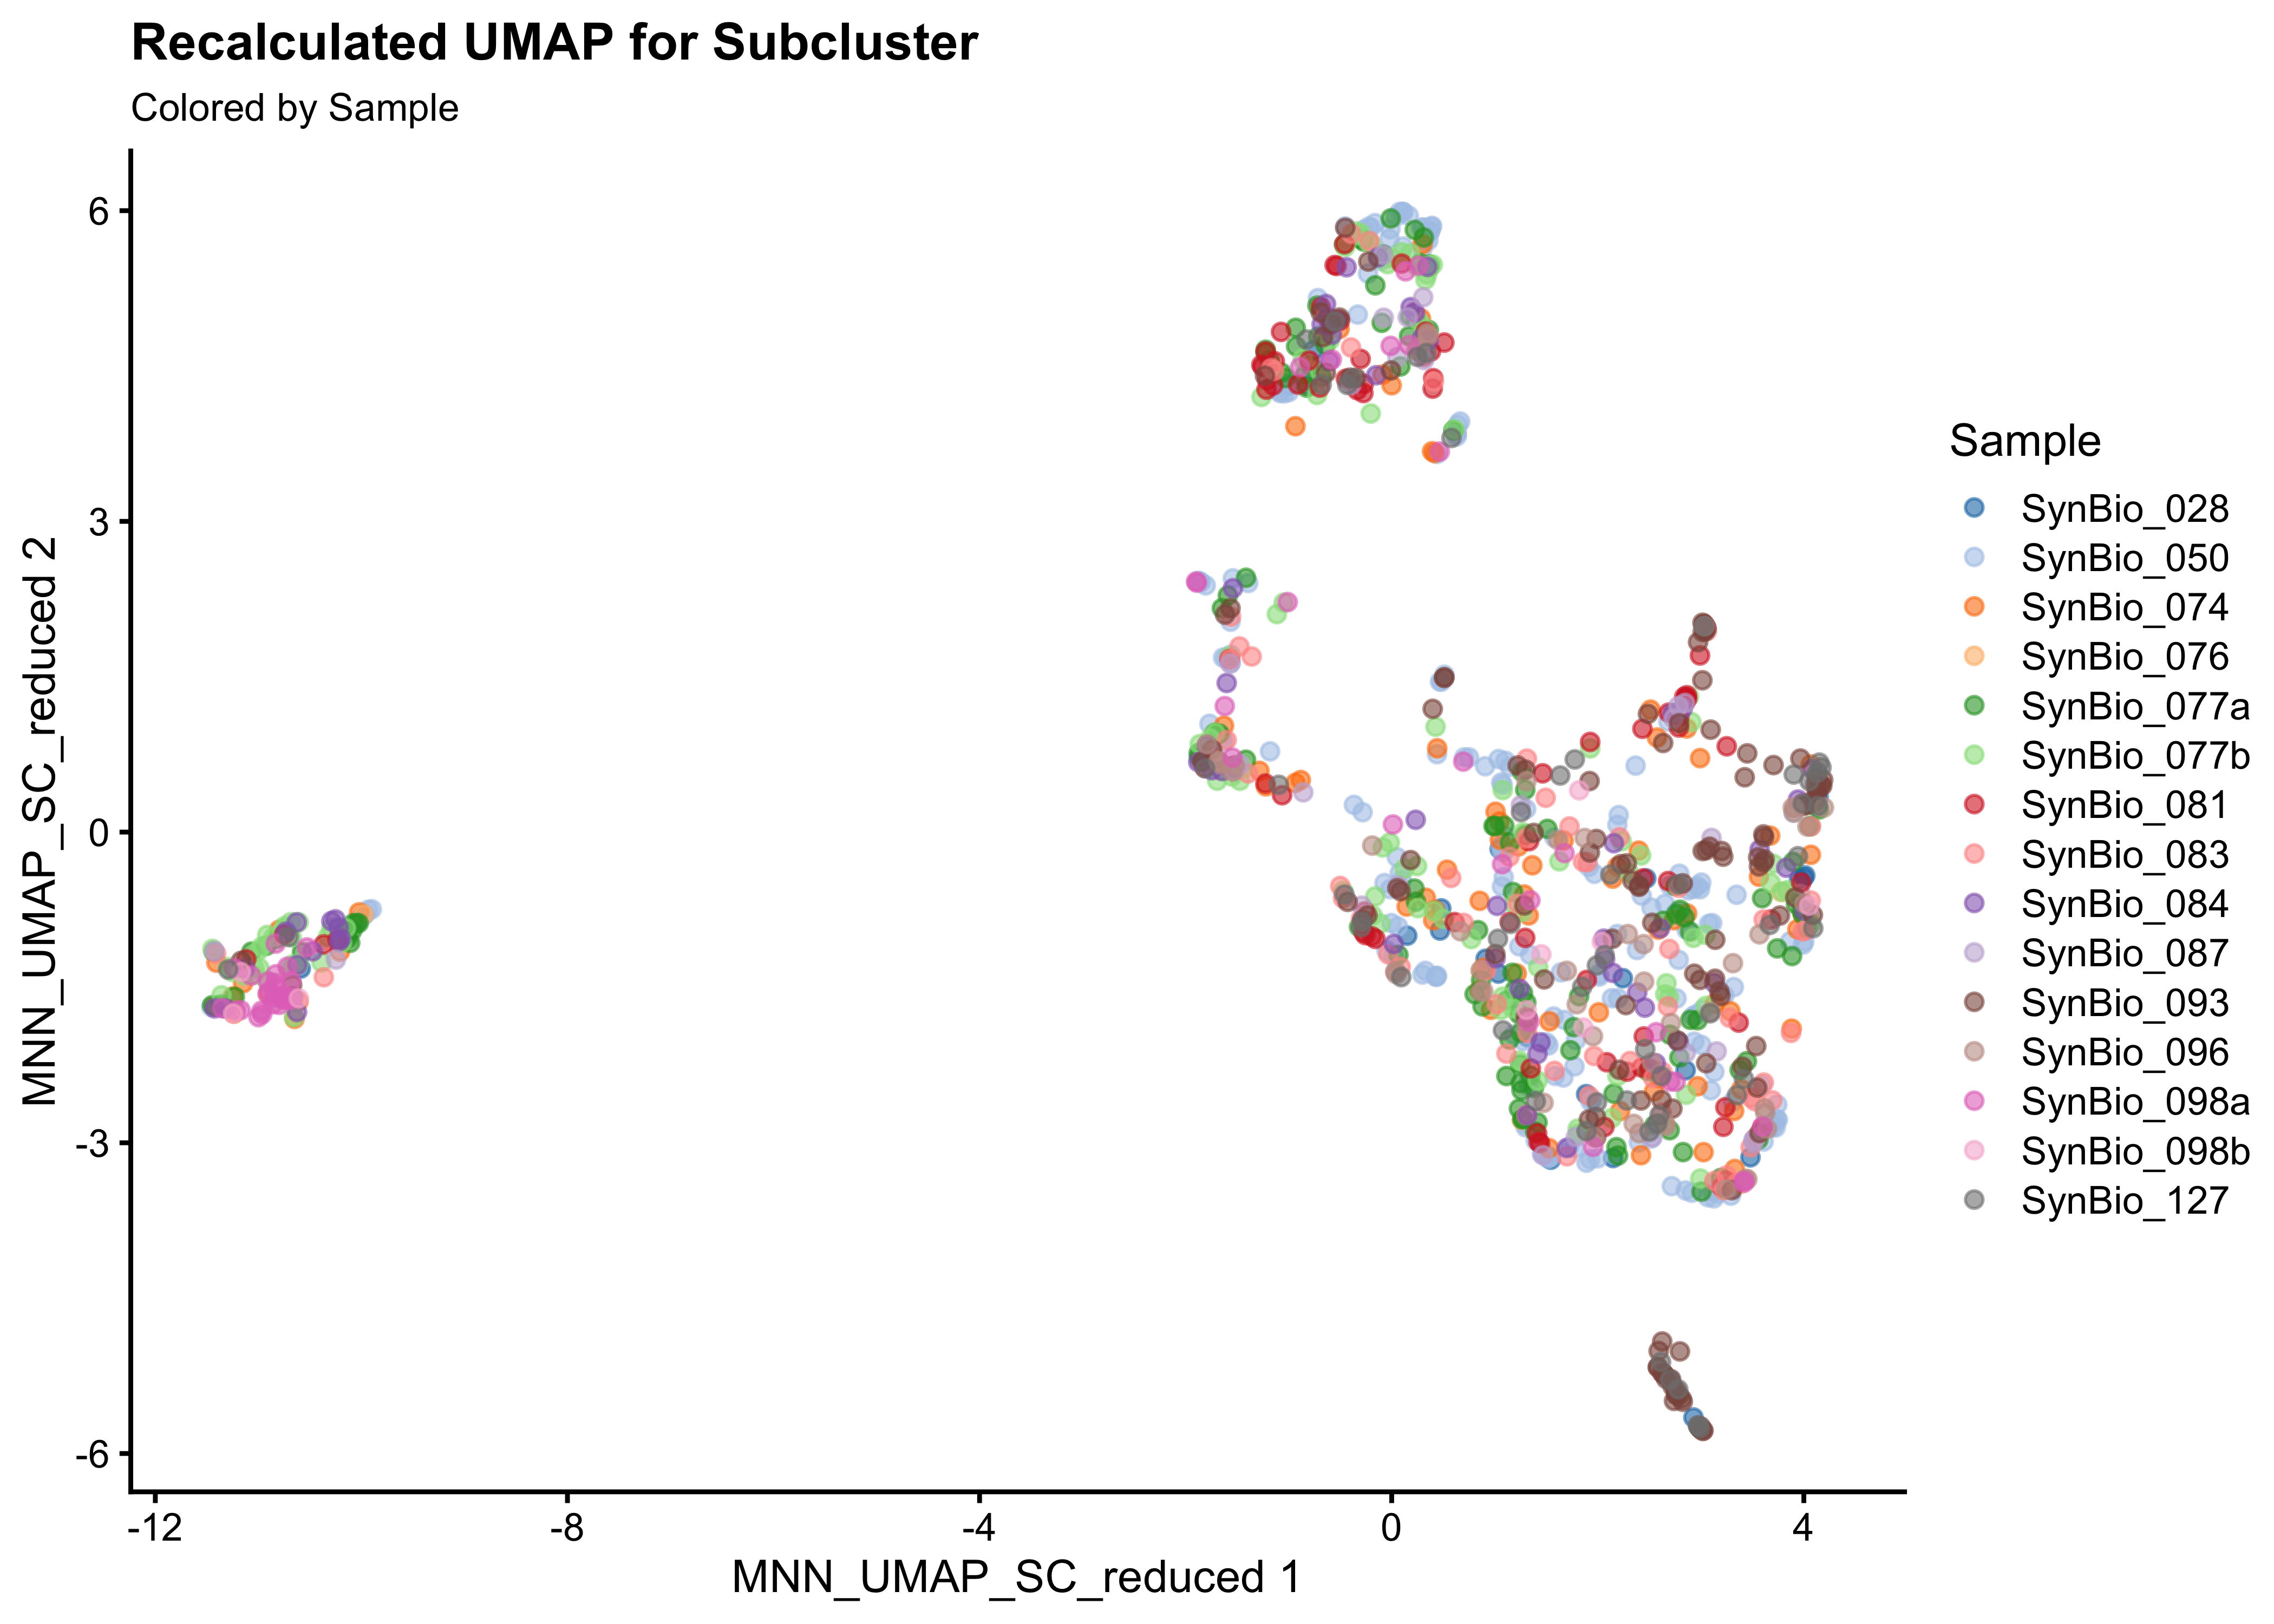 Recalculated UMAP for Subcluster
Colored by Sample
MNN_UMAP_SC_reduced 2
6
3
0
-3
-6
-12
-8
-4
0
4
MNN_UMAP_SC_reduced 1
Sample
SynBio_028
SynBio_050
SynBio_074
SynBio_076
SynBio_077a
SynBio_077b
SynBio_081
SynBio_083
SynBio_084
SynBio_087
SynBio_093
SynBio_096
SynBio_098a
SynBio_098b
SynBio_127